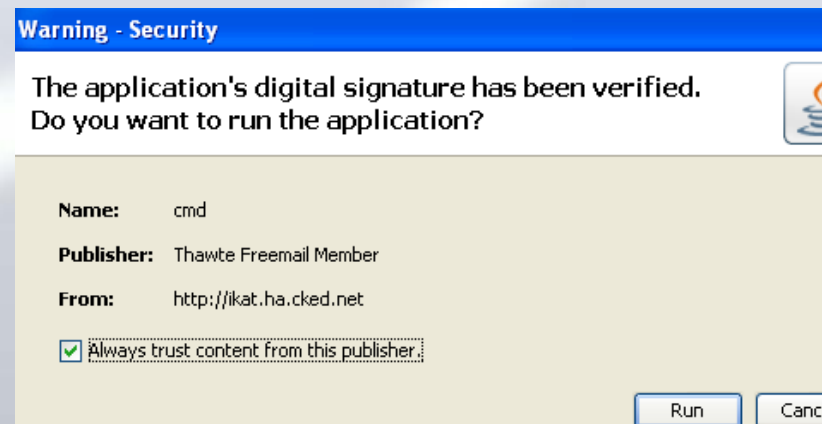 Warning - Security
The application's digital signature has been verified.
Do you want to run the application?
Name: cmd
Publisher: Thawte Freemail Member
From: http://ikat.ha.cked.net
Always trust content from this publisher.
Run Canc